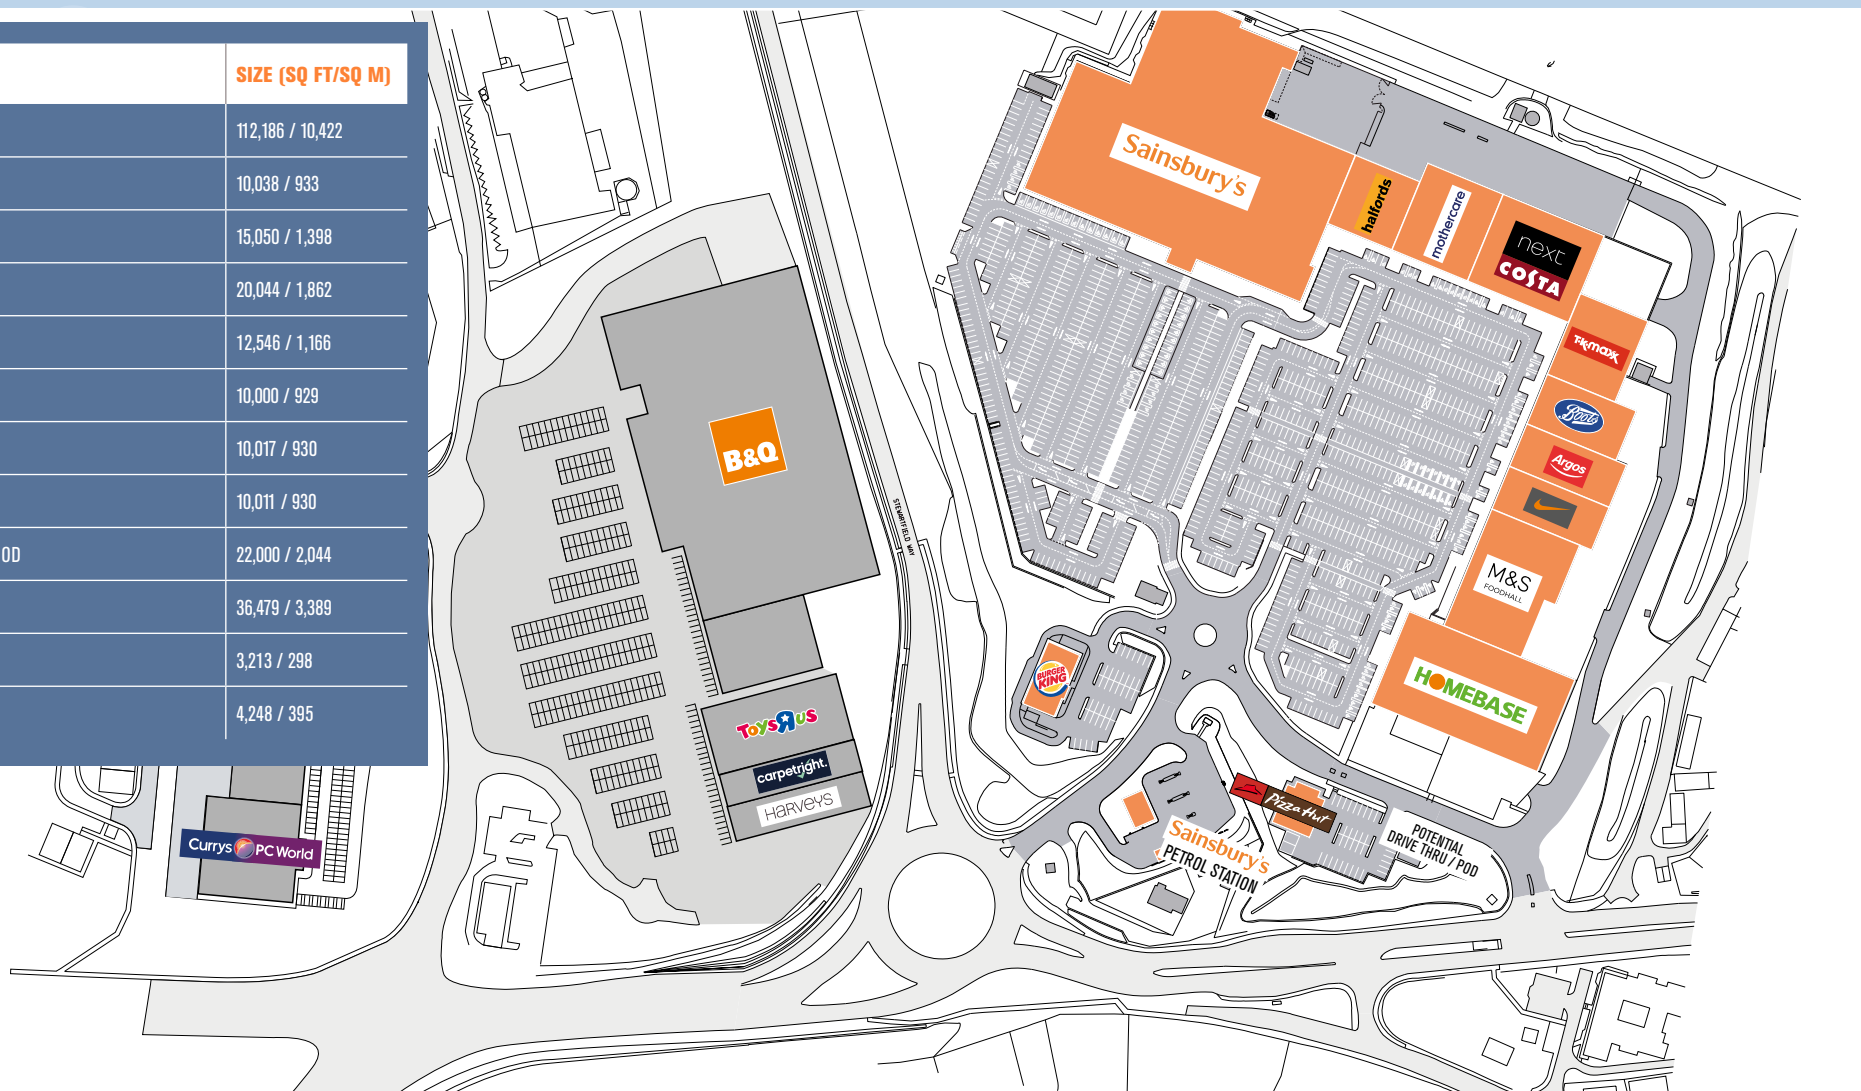 SIZE (SQ FT/SQ M)
112,186 / 10,422
10,038 / 933
15,050 / 1,398
20,044 / 1,862
12,546 / 1,166
10,000 / 929
10,017 / 930
10,011 / 930
OD
22,000 / 2,044
36,479 / 3,389
3,213 / 298
4,248 / 395
Sainsbury's
halfords
mothercare
next
COSTA
T·K·maxx
Boots
Argos
M&S
FOODHALL
HOMEBASE
B&Q
STEWARTFIELD WAY
BURGER
KING
TOYSRUS
carpetright.
HARVEYS
Currys PC World
Pizza Hut
Sainsbury's
PETROL STATION
POTENTIAL
DRIVE THRU / POD